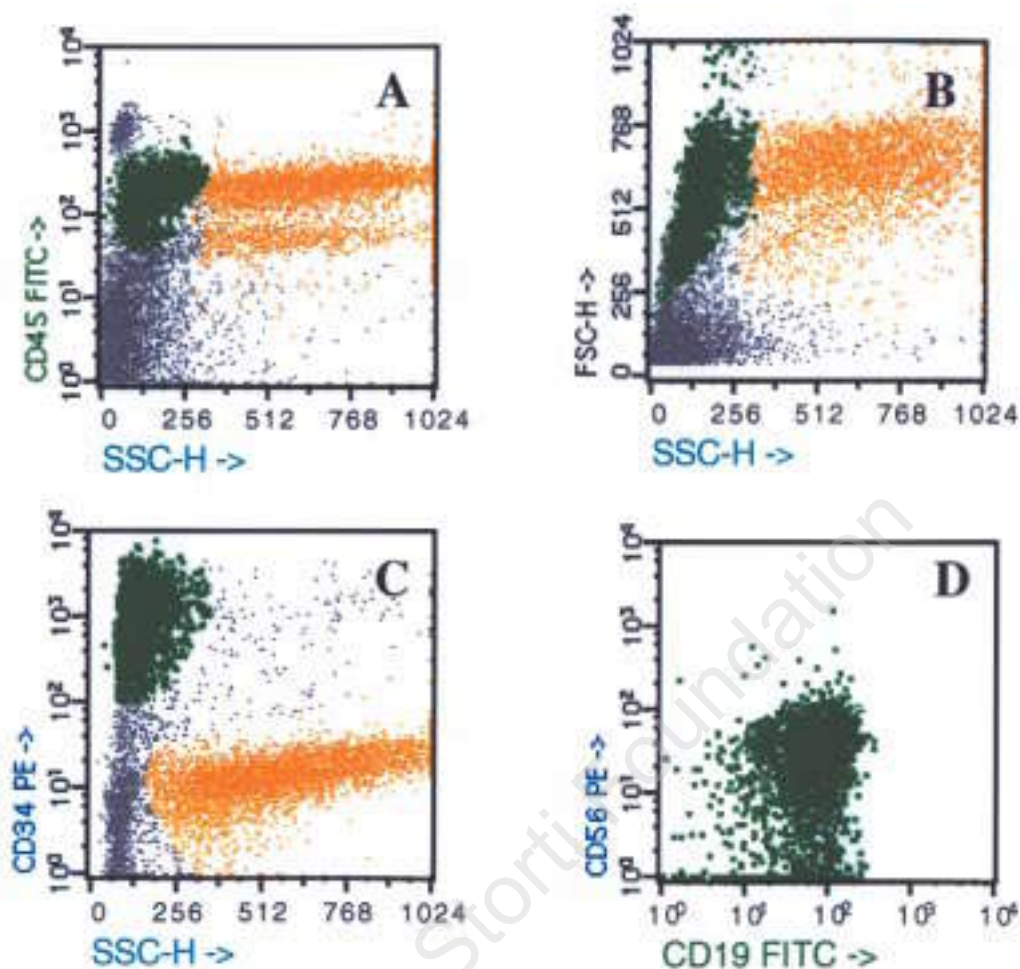 A
10⁴
10³
10²
10¹
10⁰
CD45 FITC ->
0 256 512 768 1024
SSC-H ->
B
1024
768
512
256
0
FSC-H ->
0 256 512 768 1024
SSC-H ->
C
10⁴
10³
10²
10¹
10⁰
CD34 PE ->
0 256 512 768 1024
SSC-H ->
D
10⁴
10³
10²
10¹
10⁰
CD56 PE ->
10⁰ 10¹ 10² 10³ 10⁴
CD19 FITC ->
Storti Foundation